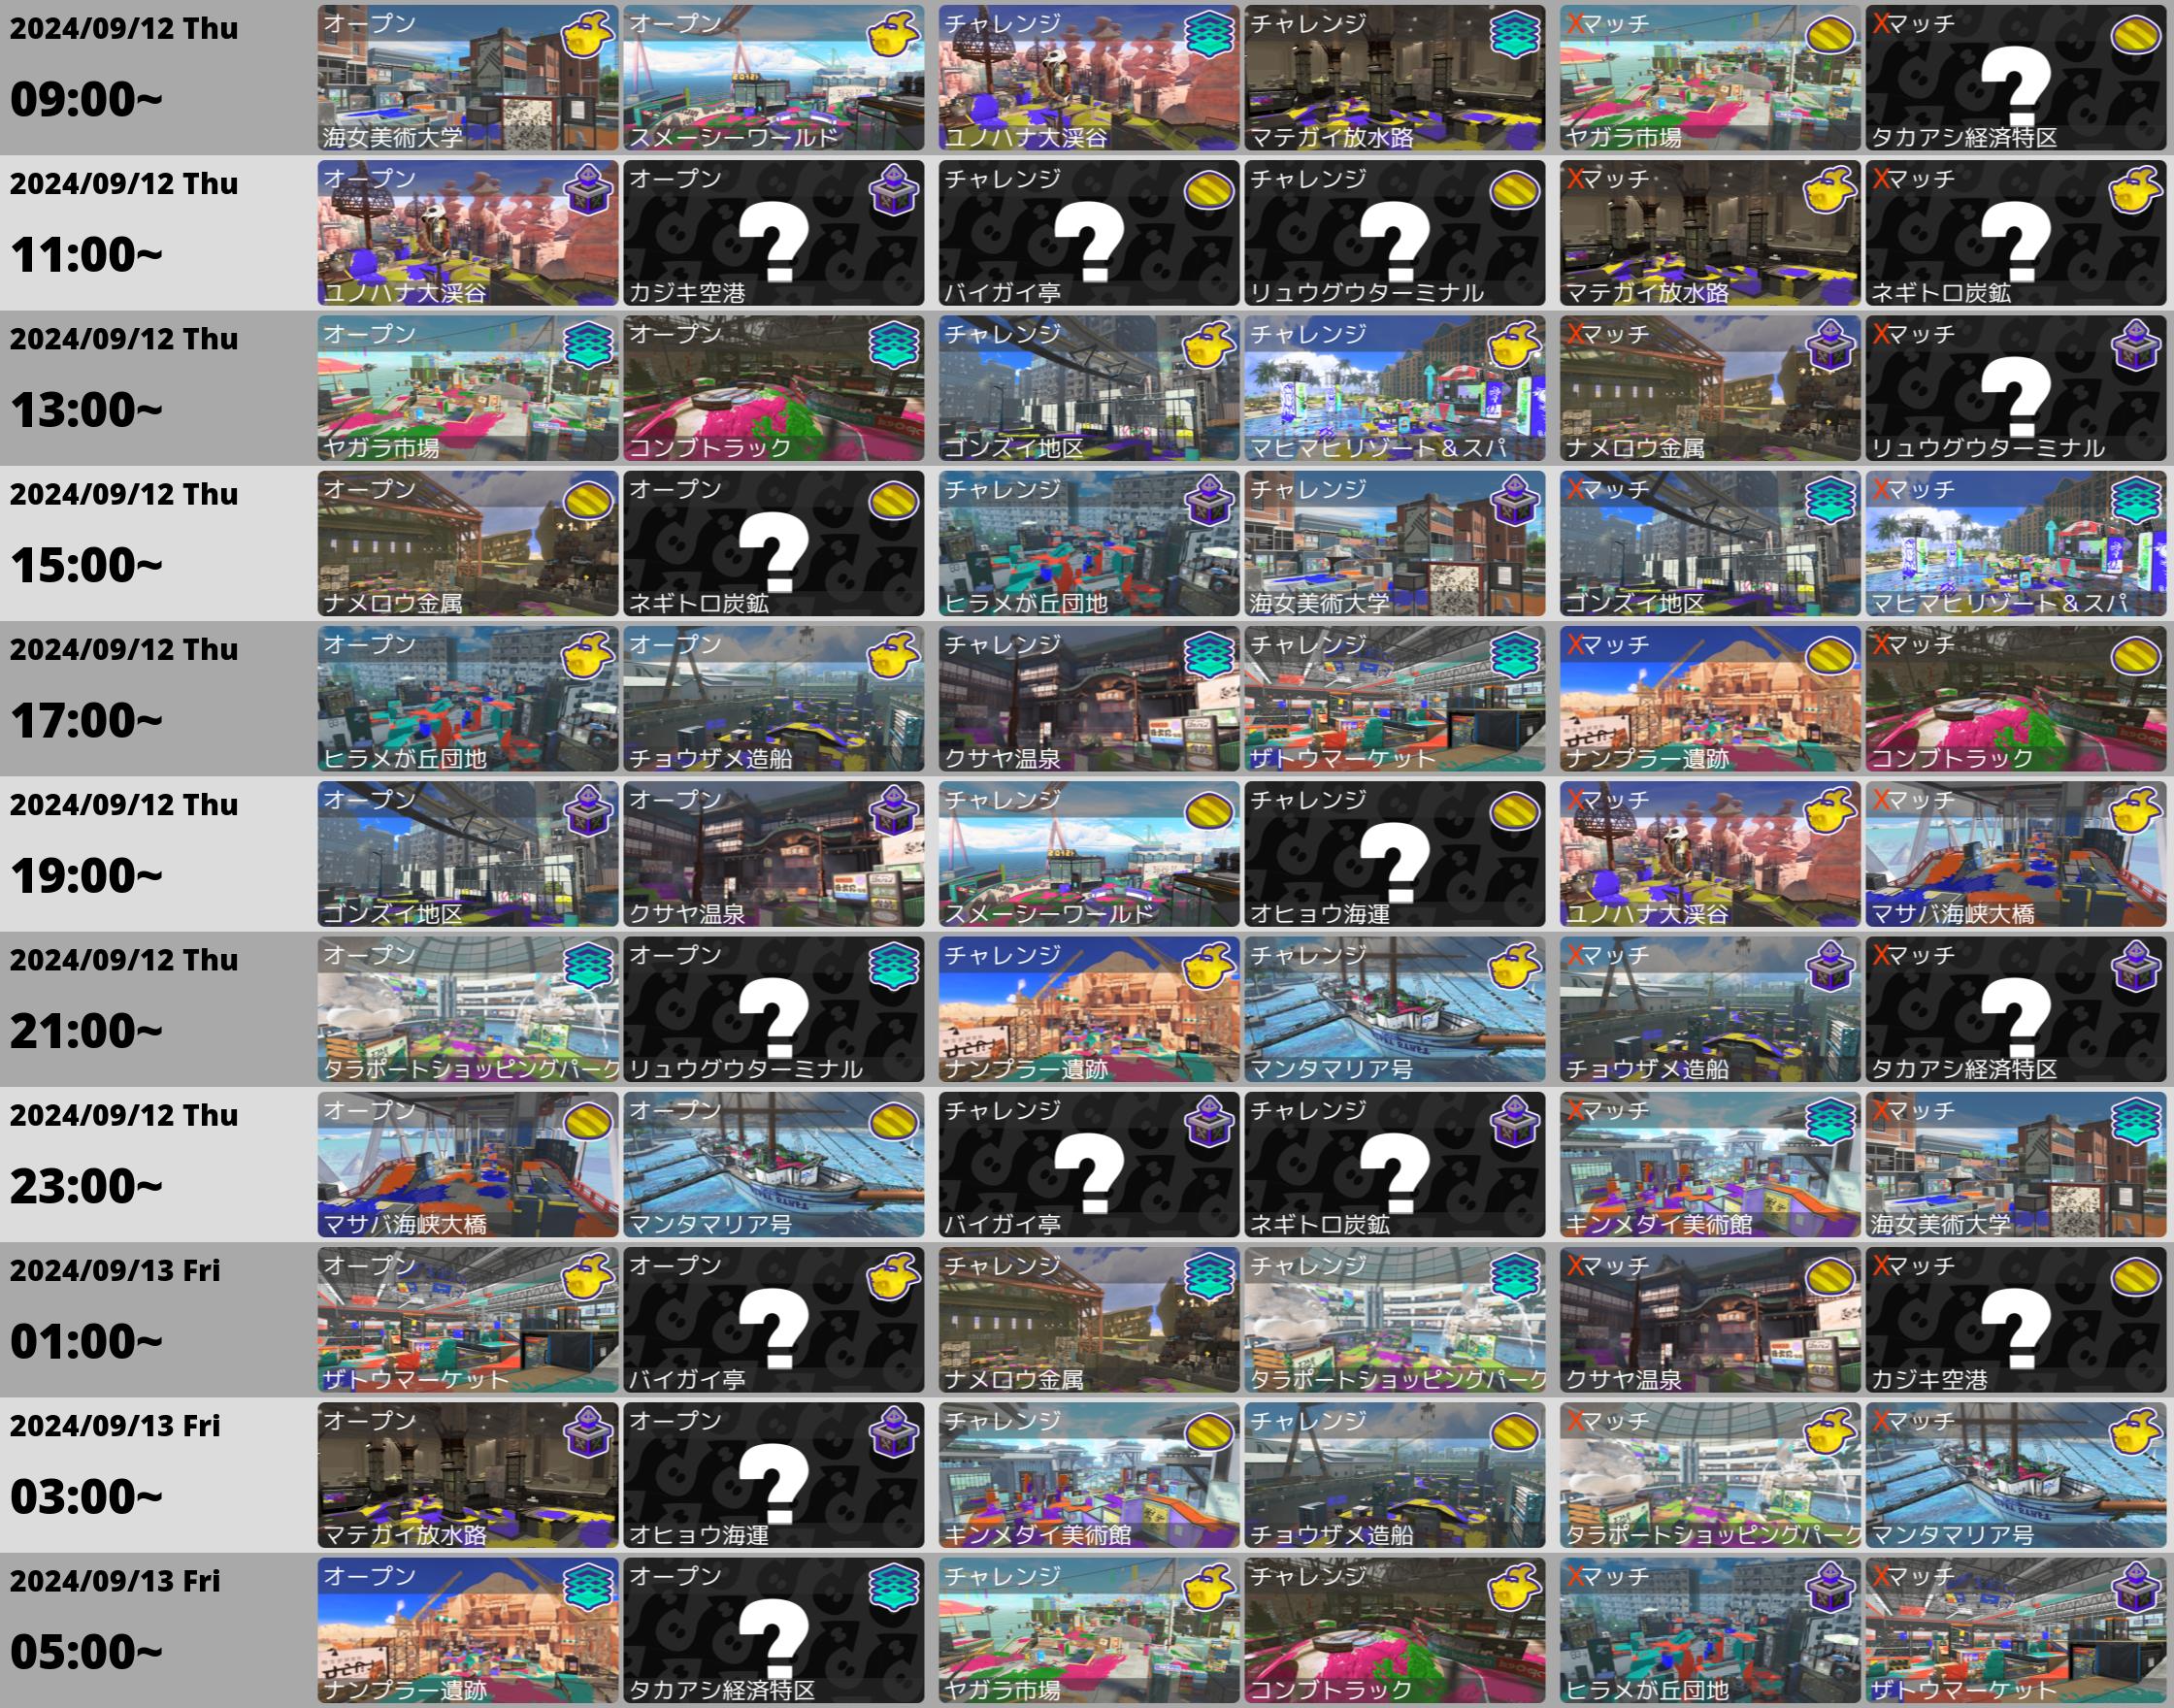 2024/09/12 Thu
09:00~
オープン
海女美術大学
オープン
スメーシーワールド
チャレンジ
ユノハナ大渓谷
チャレンジ
マテガイ放水路
Xマッチ
ヤガラ市場
Xマッチ
タカアシ経済特区
2024/09/12 Thu
11:00~
オープン
ユノハナ大渓谷
オープン
カジキ空港
チャレンジ
バイガイ亭
チャレンジ
リュウグウターミナル
Xマッチ
マテガイ放水路
Xマッチ
ネギトロ炭鉱
2024/09/12 Thu
13:00~
オープン
ヤガラ市場
オープン
コンブトラック
チャレンジ
ゴンズイ地区
チャレンジ
マヒマヒリゾート&スパ
Xマッチ
ナメロウ金属
Xマッチ
リュウグウターミナル
2024/09/12 Thu
15:00~
オープン
ナメロウ金属
オープン
ネギトロ炭鉱
チャレンジ
ヒラメが丘団地
チャレンジ
海女美術大学
Xマッチ
ゴンズイ地区
Xマッチ
マヒマヒリゾート&スパ
2024/09/12 Thu
17:00~
オープン
ヒラメが丘団地
オープン
チョウザメ造船
チャレンジ
クサヤ温泉
チャレンジ
ザトウマーケット
Xマッチ
ナンプラー遺跡
Xマッチ
コンブトラック
2024/09/12 Thu
19:00~
オープン
ゴンズイ地区
オープン
クサヤ温泉
チャレンジ
スメーシーワールド
チャレンジ
オヒョウ海運
Xマッチ
ユノハナ大渓谷
Xマッチ
マサバ海峡大橋
2024/09/12 Thu
21:00~
オープン
タラポートショッピングパーク
オープン
リュウグウターミナル
チャレンジ
ナンプラー遺跡
チャレンジ
マンタマリア号
Xマッチ
チョウザメ造船
Xマッチ
タカアシ経済特区
2024/09/12 Thu
23:00~
オープン
マサバ海峡大橋
オープン
マンタマリア号
チャレンジ
バイガイ亭
チャレンジ
ネギトロ炭鉱
Xマッチ
キンメダイ美術館
Xマッチ
海女美術大学
2024/09/13 Fri
01:00~
オープン
ザトウマーケット
オープン
バイガイ亭
チャレンジ
ナメロウ金属
チャレンジ
タラポートショッピングパーク
Xマッチ
クサヤ温泉
Xマッチ
カジキ空港
2024/09/13 Fri
03:00~
オープン
マテガイ放水路
オープン
オヒョウ海運
チャレンジ
キンメダイ美術館
チャレンジ
チョウザメ造船
Xマッチ
タラポートショッピングパーク
Xマッチ
マンタマリア号
2024/09/13 Fri
05:00~
オープン
ナンプラー遺跡
オープン
タカアシ経済特区
チャレンジ
ヤガラ市場
チャレンジ
コンブトラック
Xマッチ
ヒラメが丘団地
Xマッチ
ザトウマーケット